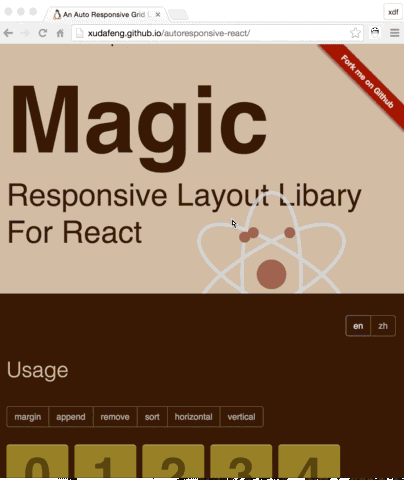 An Auto Responsive Grid L
xdf
xudafeng.github.io/autoresponsive-react/
Fork me on Github
Magic
Responsive Layout Libary
For React
en zh
Usage
margin append remove sort horizontal vertical
0 1 2 3 4